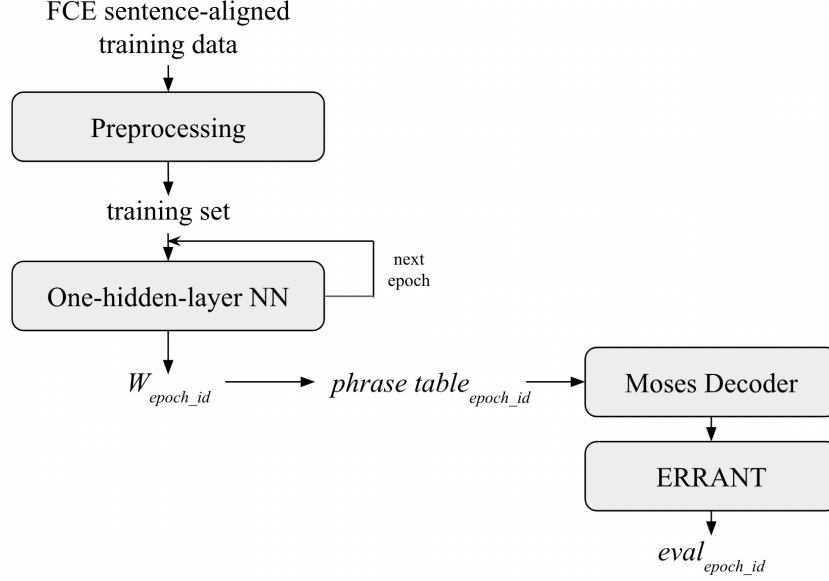 FCE sentence-aligned
training data
Preprocessing
training set
next
epoch
One-hidden-layer NN
W_epoch_id
phrase table_epoch_id
Moses Decoder
ERRANT
eval_epoch_id